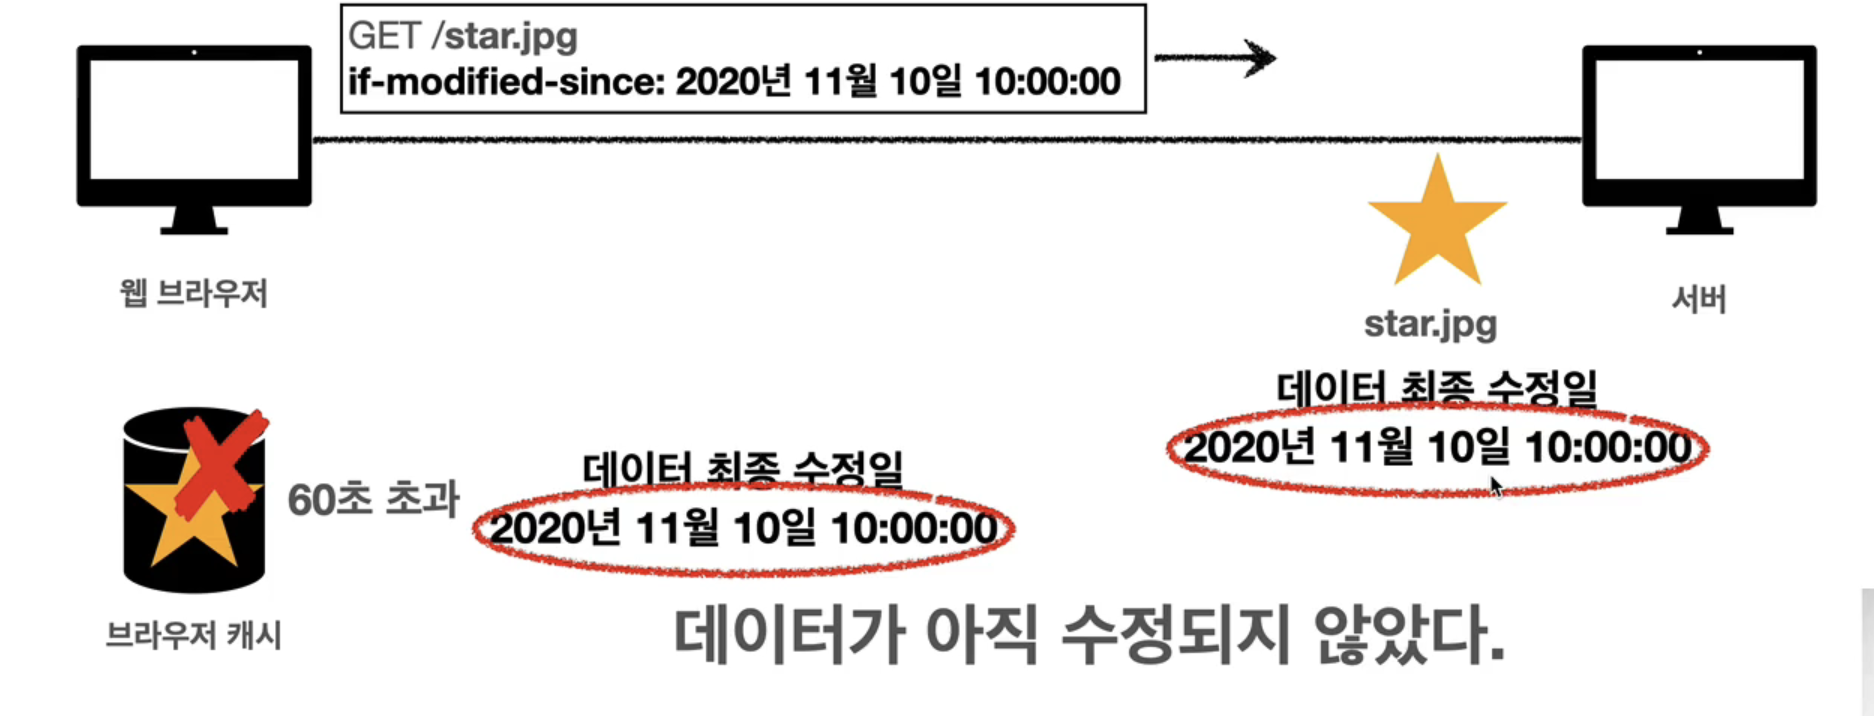 GET /star.jpg
if-modified-since: 2020년 11월 10일 10:00:00
웹 브라우저
서버
star.jpg
데이터 최종 수정일
2020년 11월 10일 10:00:00
60초 초과
데이터 최종 수정일
2020년 11월 10일 10:00:00
브라우저 캐시
데이터가 아직 수정되지 않았다.